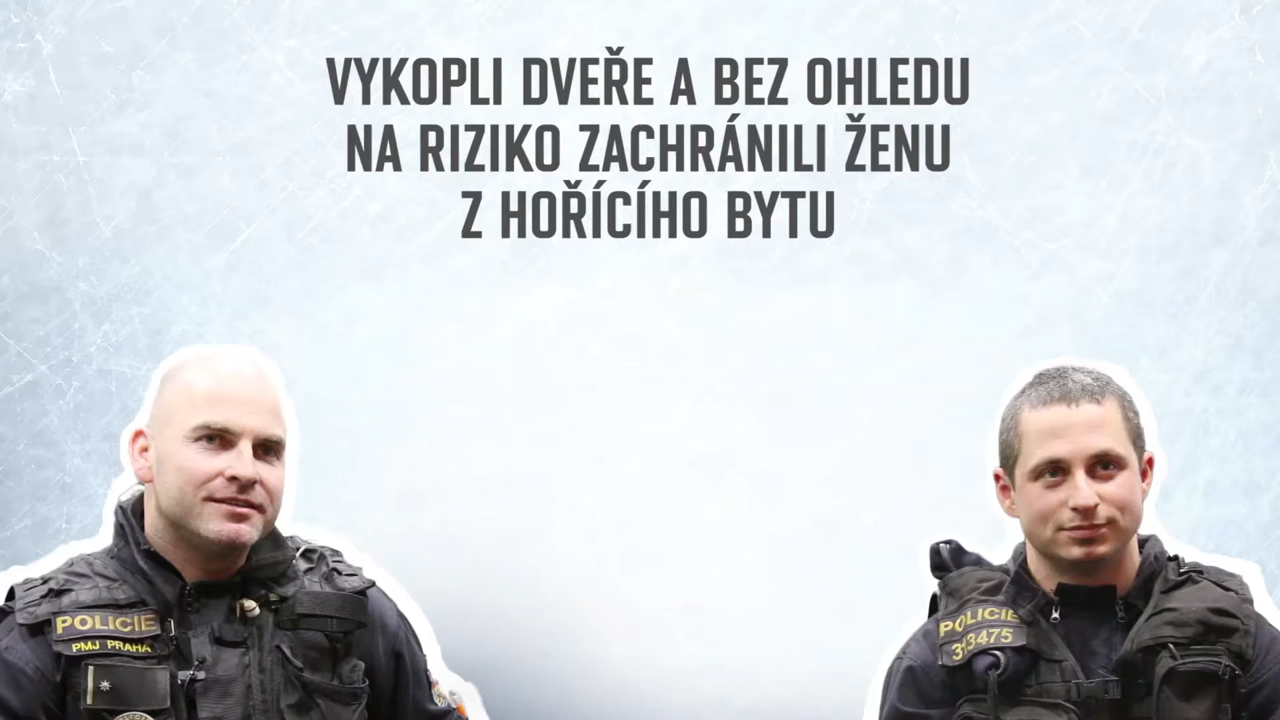 VYKOPLI DVEŘE A BEZ OHLEDU
NA RIZIKO ZACHRÁNILI ŽENU
Z HOŘÍCÍHO BYTU
POLICIE
PMJ PRAHA
POLICIE
313475